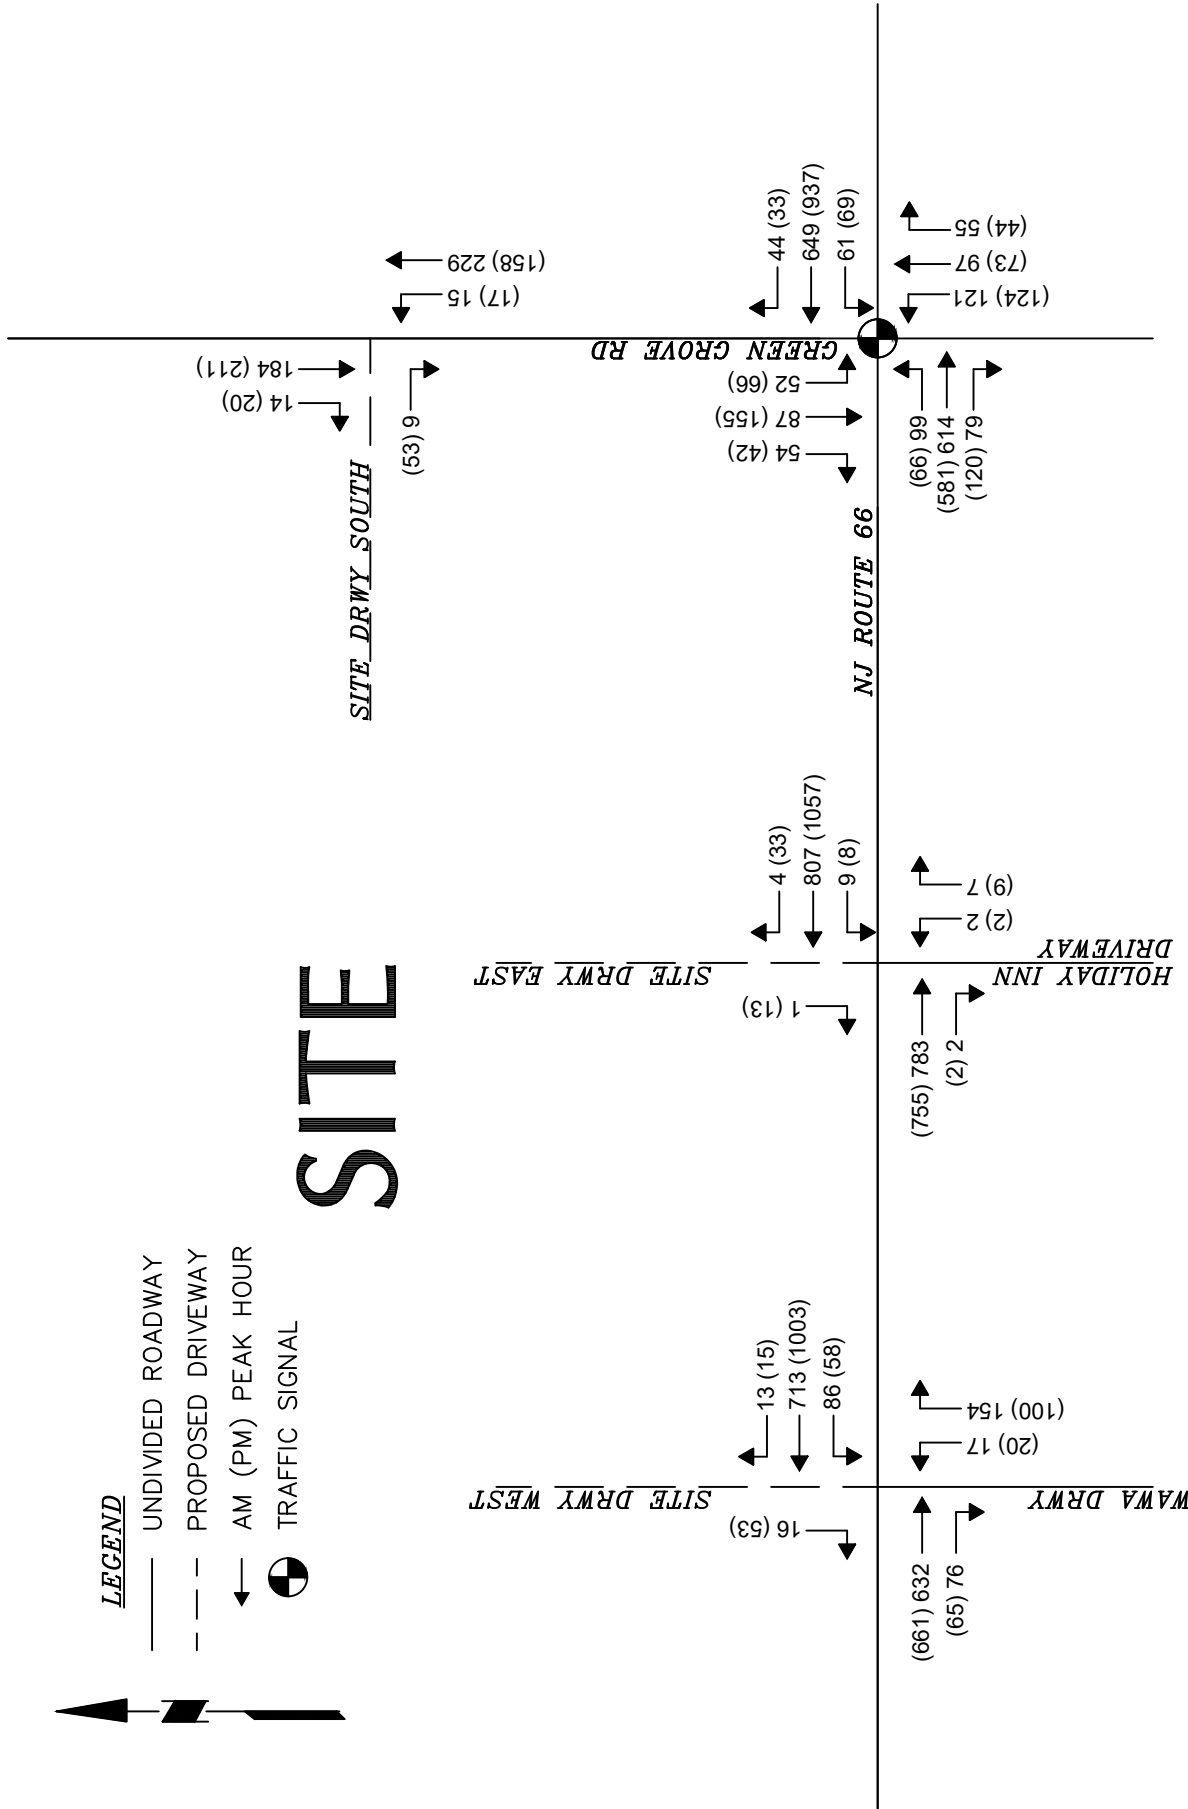 LEGEND
UNDIVIDED ROADWAY
PROPOSED DRIVEWAY
AM (PM) PEAK HOUR
TRAFFIC SIGNAL
SITE
SITE DRWY SOUTH
184 (211)
14 (20)
(53) 9
(158) 229
(17) 15
GREEN GROVE RD
44 (33)
649 (937)
61 (69)
52 (66)
87 (155)
54 (42)
(44) 55
(73) 97
(124) 121
(66) 99
(581) 614
(120) 79
NJ ROUTE 66
SITE DRWY EAST
4 (33)
807 (1057)
9 (8)
1 (13)
(9) 7
(2) 2
(755) 783
(2) 2
HOLIDAY INN
DRIVEWAY
SITE DRWY WEST
13 (15)
713 (1003)
86 (58)
16 (53)
(100) 154
(20) 17
(661) 632
(65) 76
WAWA DRWY